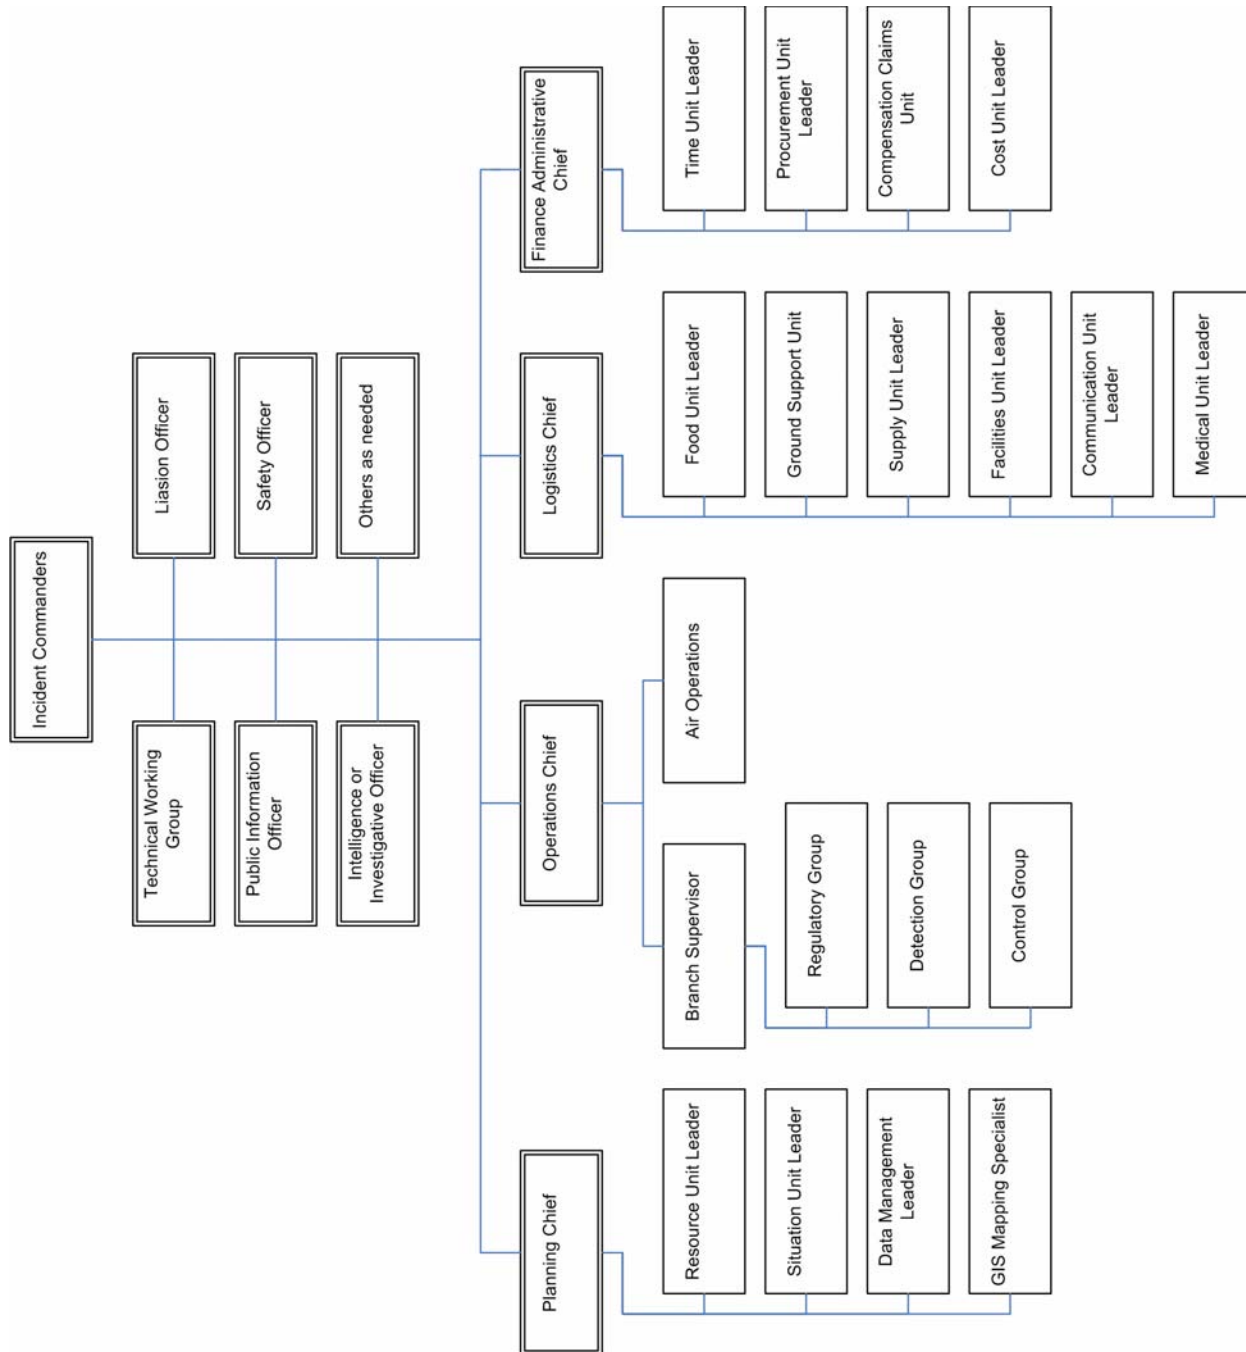 Incident Commanders
Technical Working
Group
Liasion Officer
Public Information
Officer
Safety Officer
Intelligence or
Investigative Officer
Others as needed
Planning Chief
Operations Chief
Logistics Chief
Finance Administrative
Chief
Resource Unit Leader
Situation Unit Leader
Data Management
Leader
GIS Mapping Specialist
Branch Supervisor
Air Operations
Regulatory Group
Detection Group
Control Group
Food Unit Leader
Ground Support Unit
Supply Unit Leader
Facilities Unit Leader
Communication Unit
Leader
Medical Unit Leader
Time Unit Leader
Procurement Unit
Leader
Compensation Claims
Unit
Cost Unit Leader